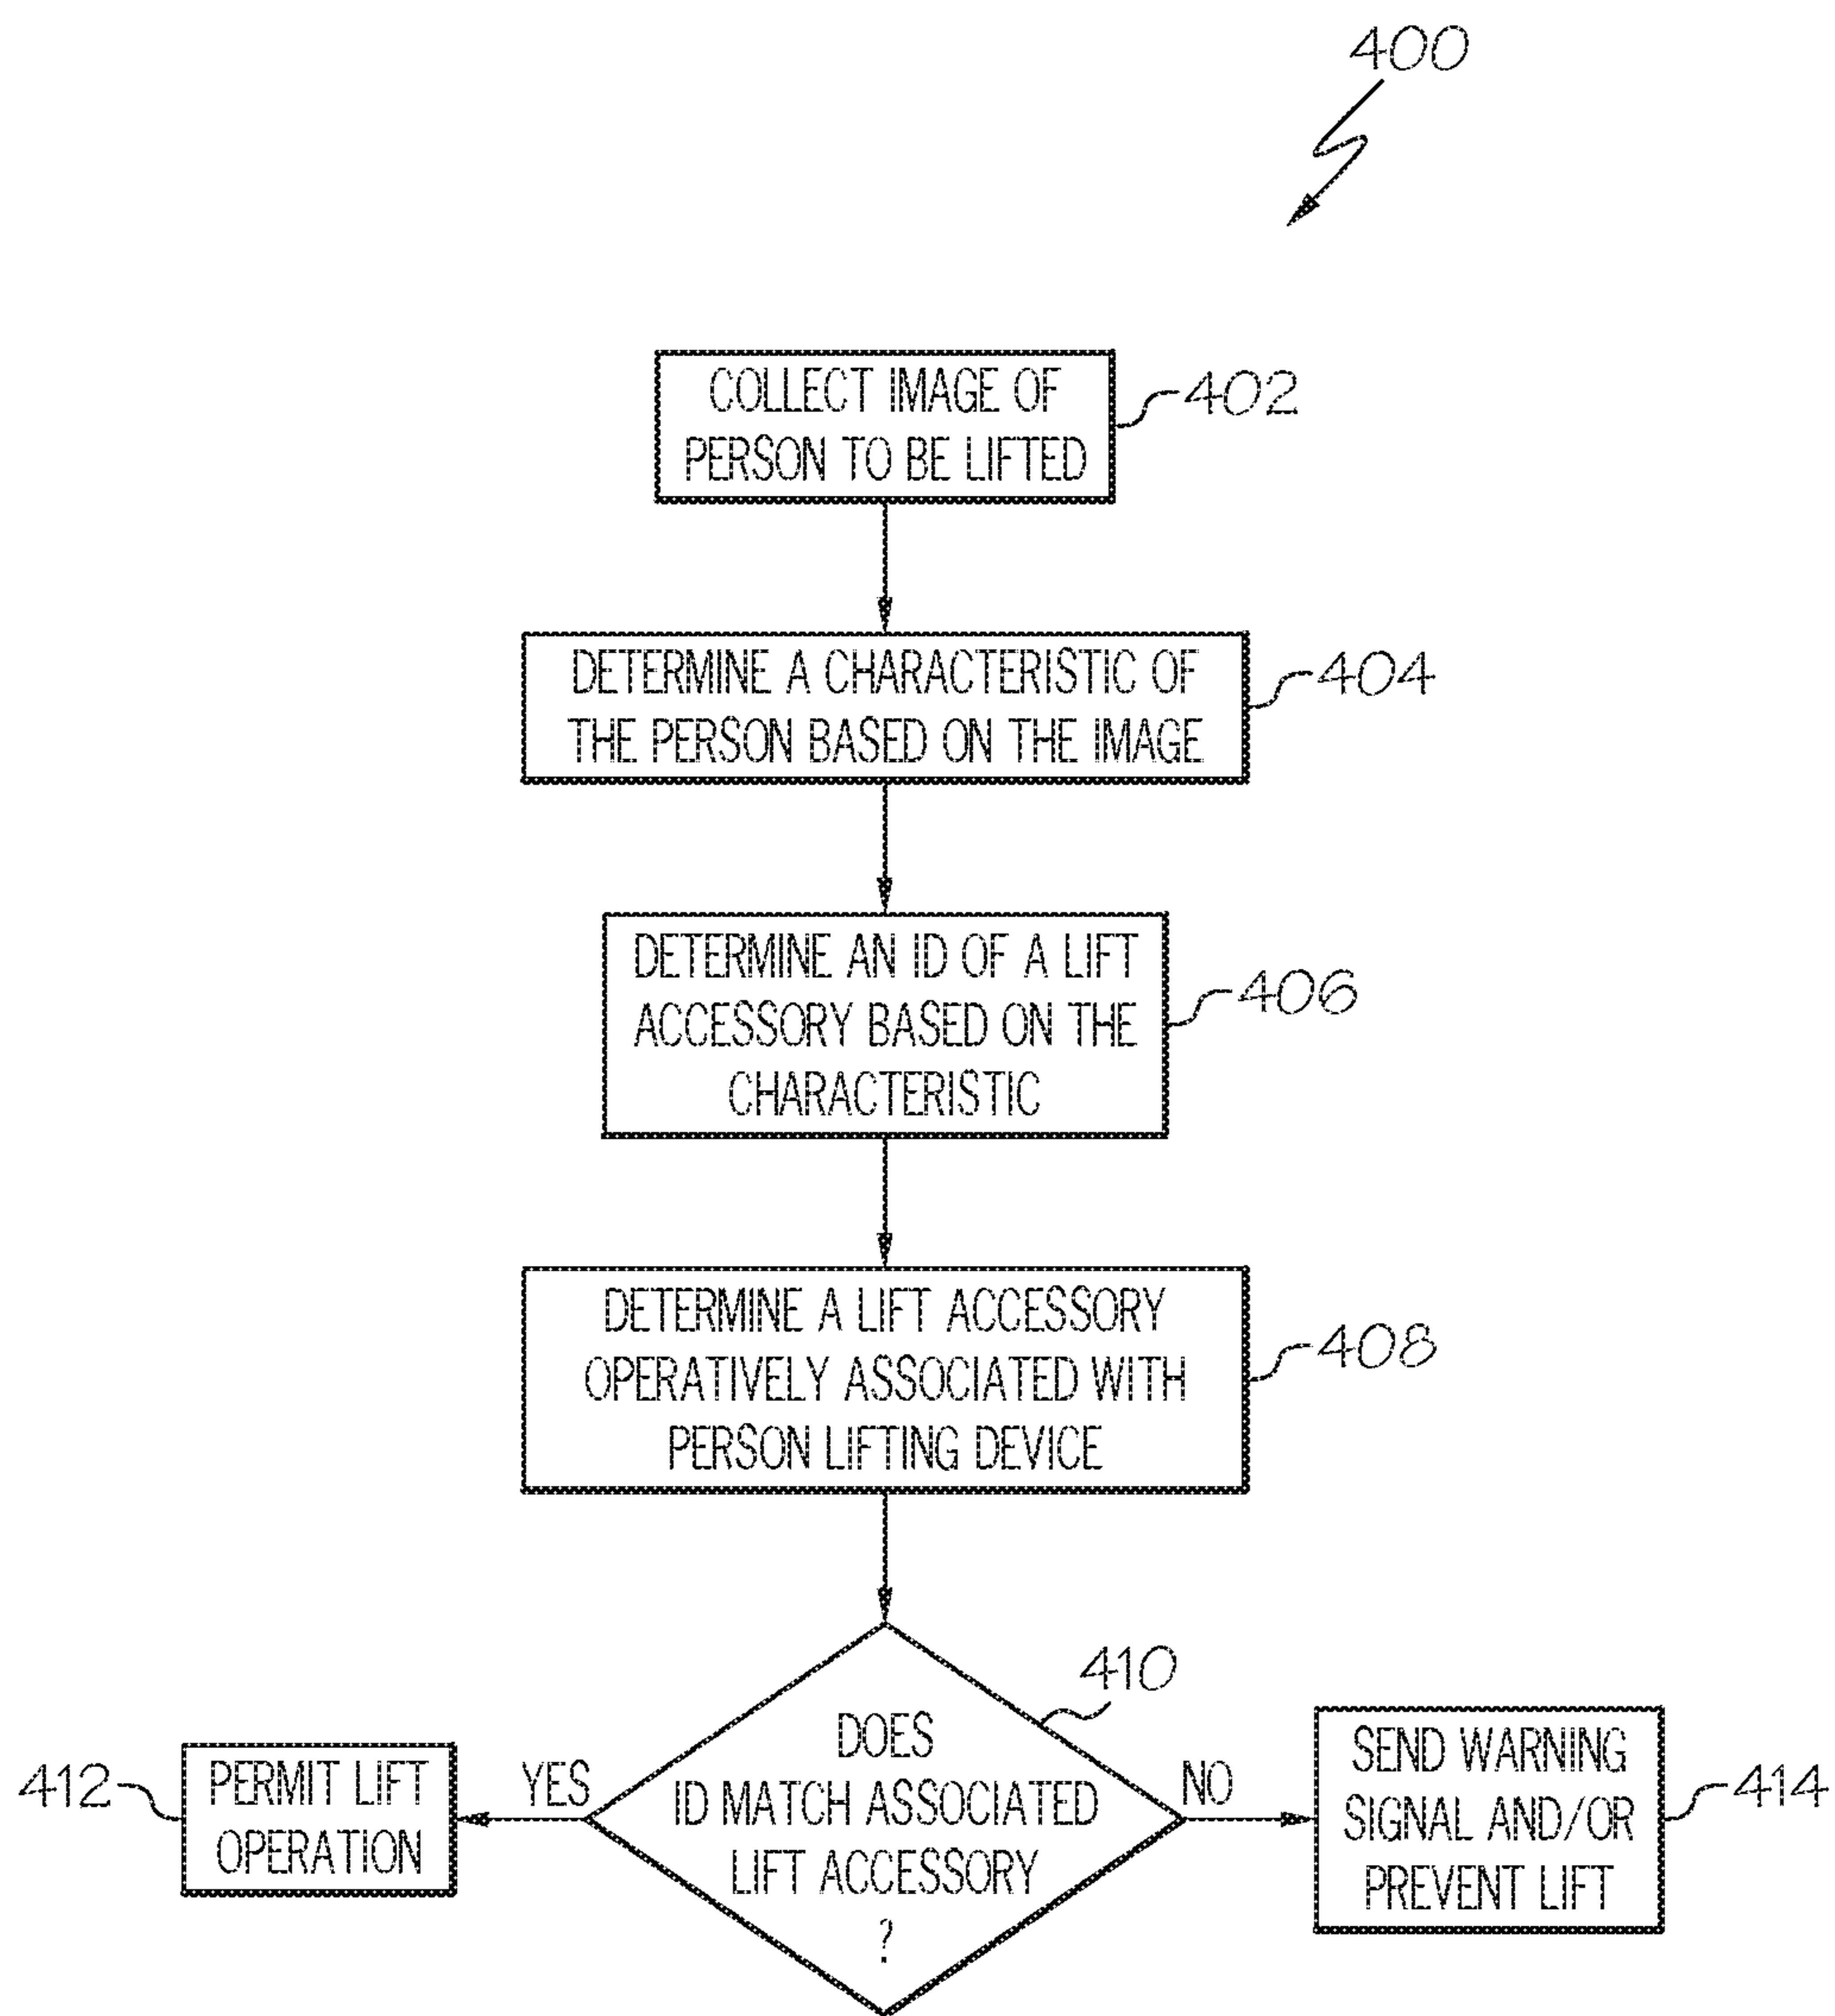 400
COLLECT IMAGE OF
PERSON TO BE LIFTED
402
DETERMINE A CHARACTERISTIC OF
THE PERSON BASED ON THE IMAGE
404
DETERMINE AN ID OF A LIFT
ACCESSORY BASED ON THE
CHARACTERISTIC
406
DETERMINE A LIFT ACCESSORY
OPERATIVELY ASSOCIATED WITH
PERSON LIFTING DEVICE
408
410
DOES
ID MATCH ASSOCIATED
LIFT ACCESSORY
?
YES
412
PERMIT LIFT
OPERATION
NO
SEND WARNING
SIGNAL AND/OR
PREVENT LIFT
414